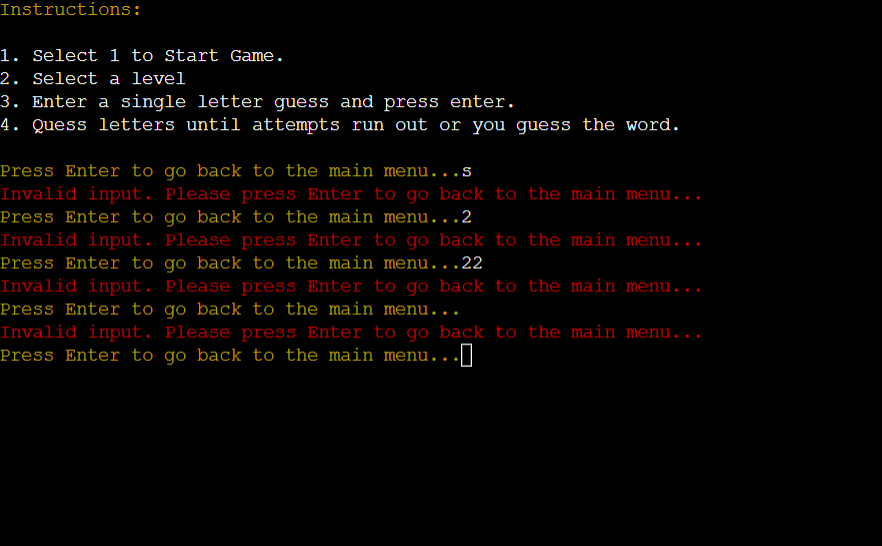 Instructions:
1. Select 1 to Start Game.
2. Select a level
3. Enter a single letter guess and press enter.
4. Quess letters until attempts run out or you guess the word.
Press Enter to go back to the main menu...s
Invalid input. Please press Enter to go back to the main menu...
Press Enter to go back to the main menu...2
Invalid input. Please press Enter to go back to the main menu...
Press Enter to go back to the main menu...22
Invalid input. Please press Enter to go back to the main menu...
Press Enter to go back to the main menu...
Invalid input. Please press Enter to go back to the main menu...
Press Enter to go back to the main menu...